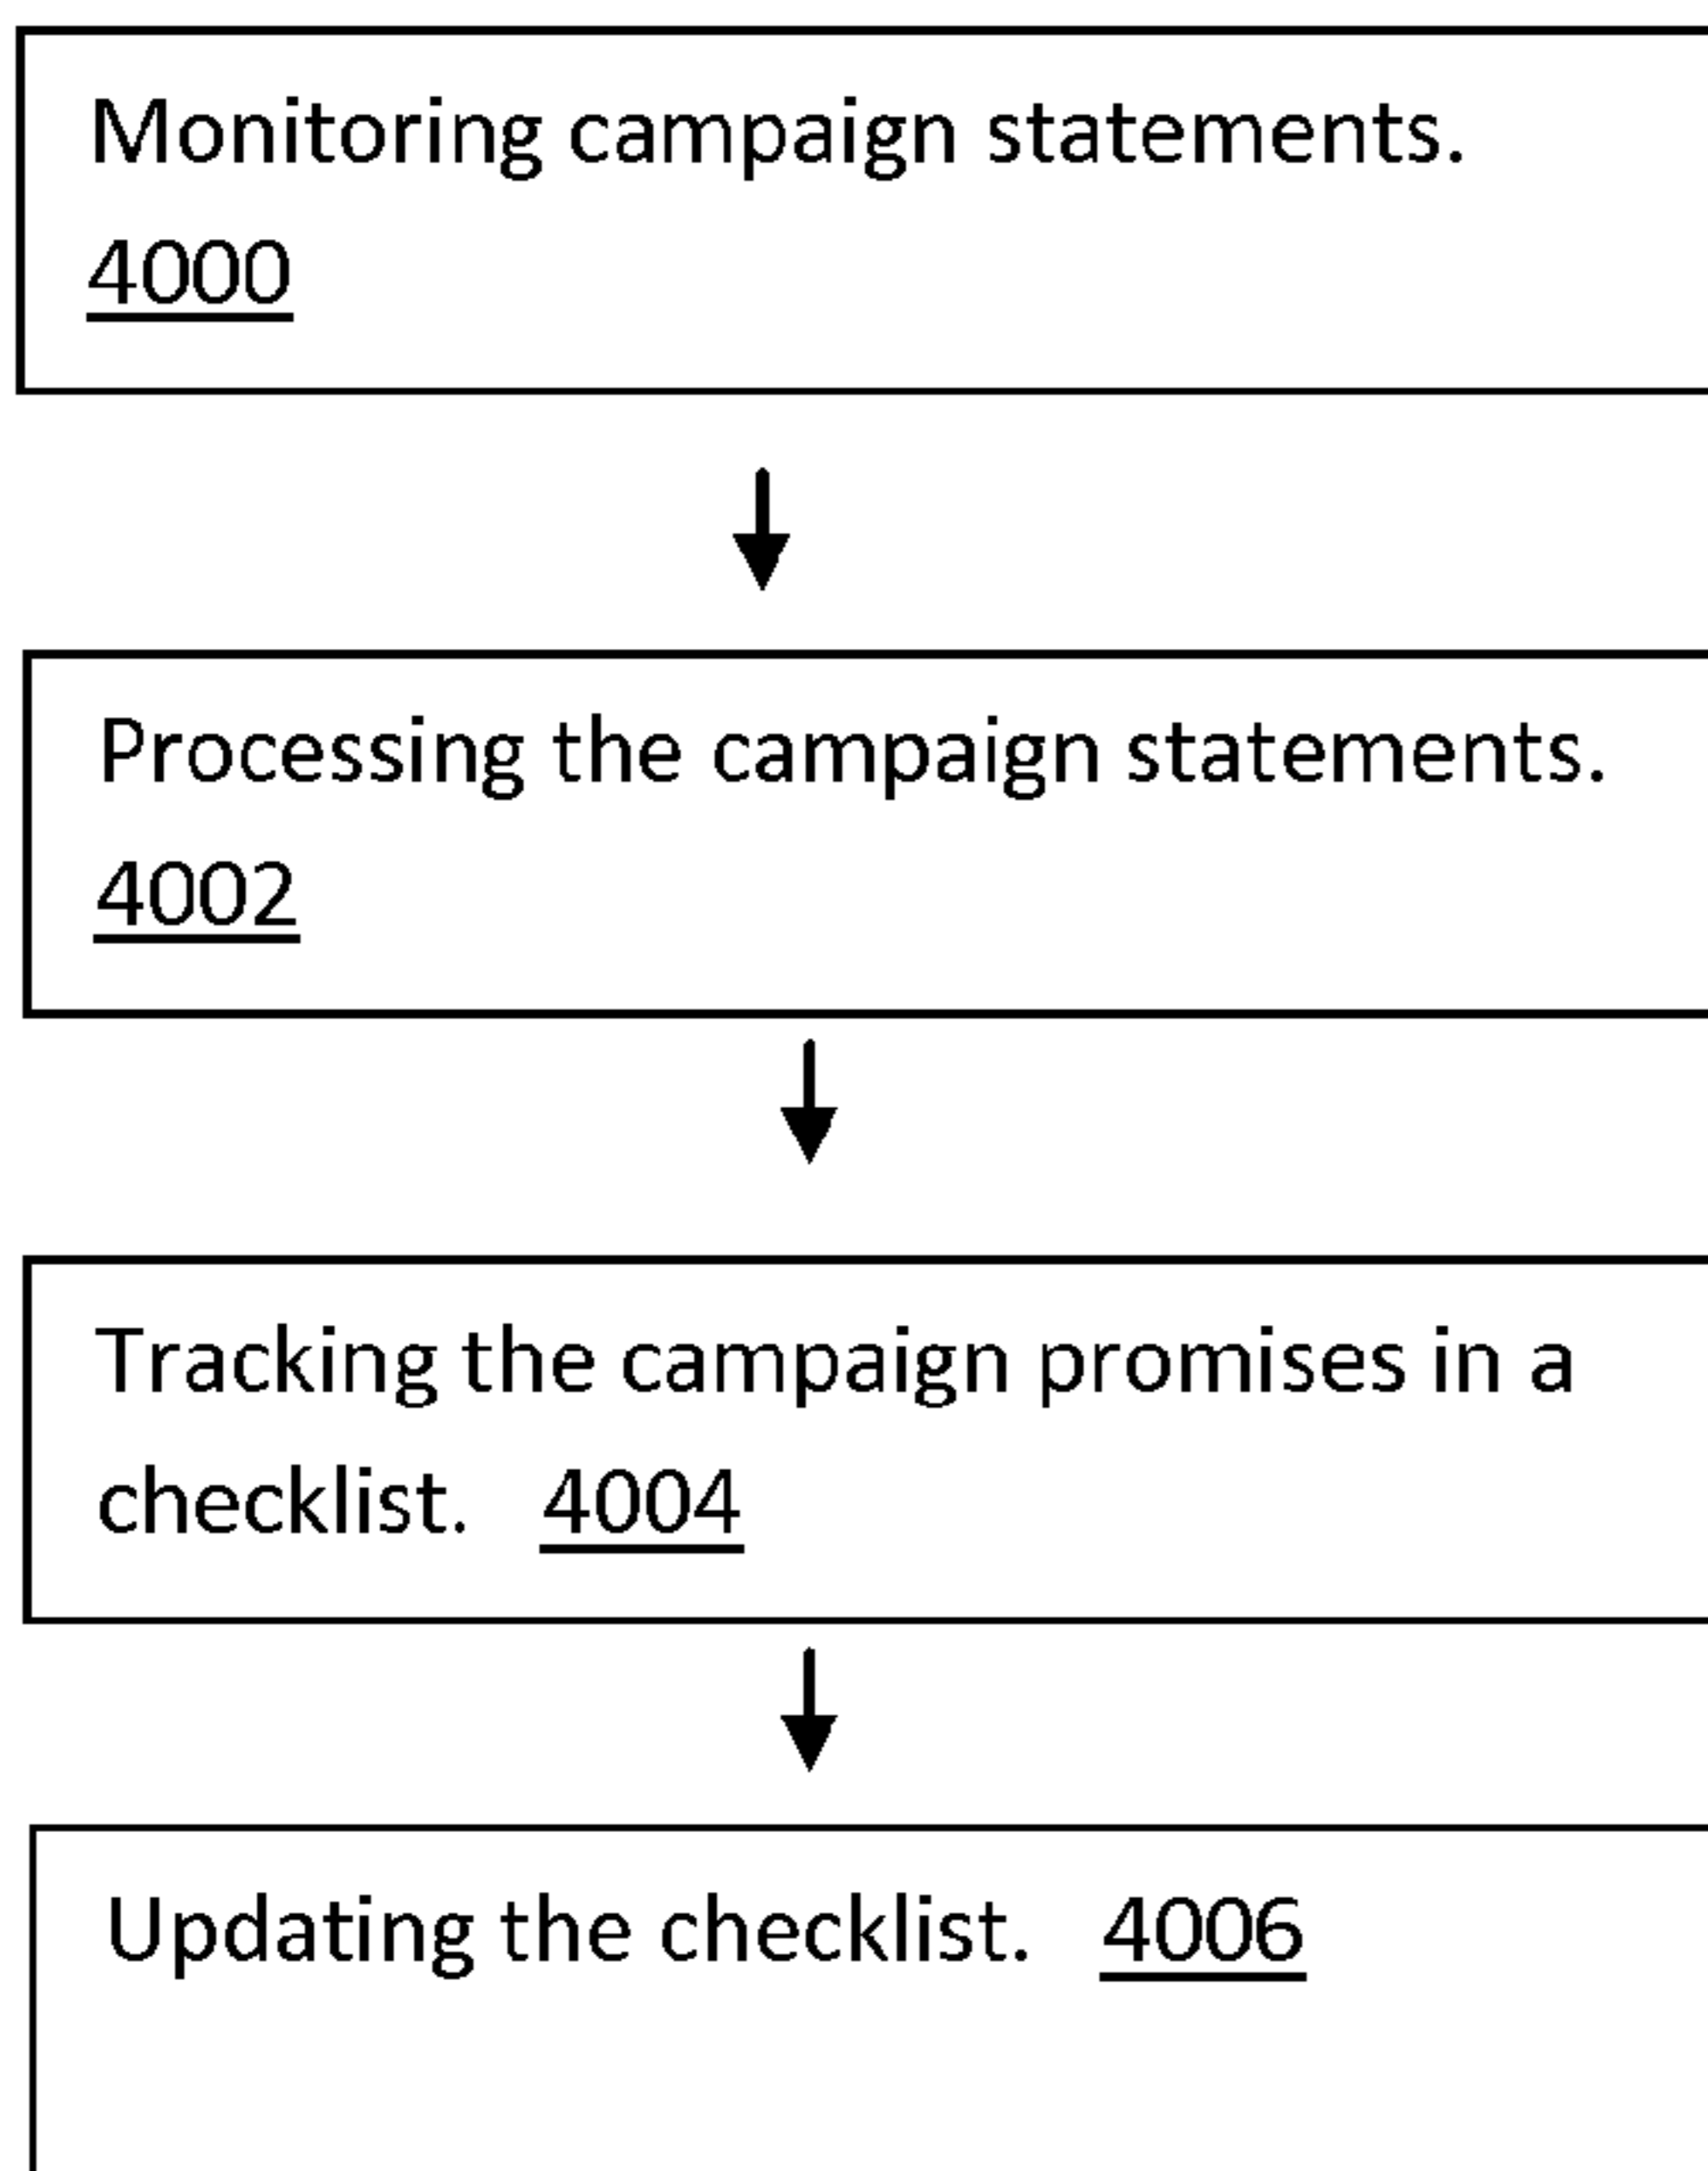 Monitoring campaign statements.
4000
Processing the campaign statements.
4002
Tracking the campaign promises in a
checklist. 4004
Updating the checklist. 4006